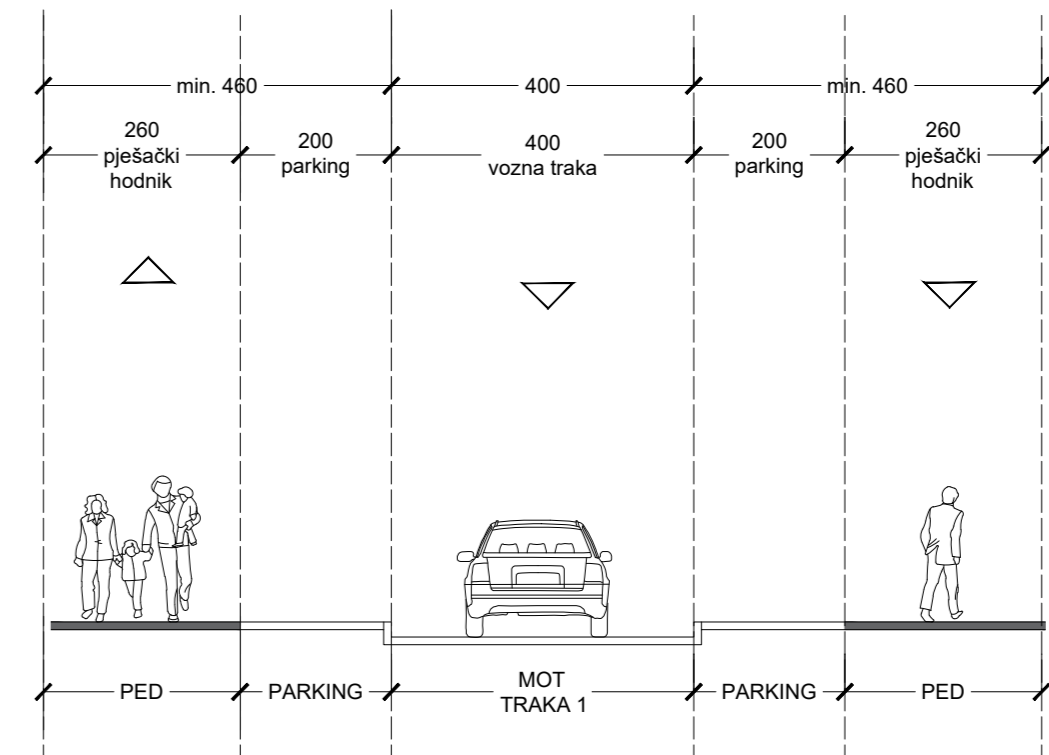 min. 460
400
min. 460
260
pješački
hodnik
200
parking
400
vozna traka
200
parking
260
pješački
hodnik
PED
PARKING
MOT
TRAKA 1
PARKING
PED